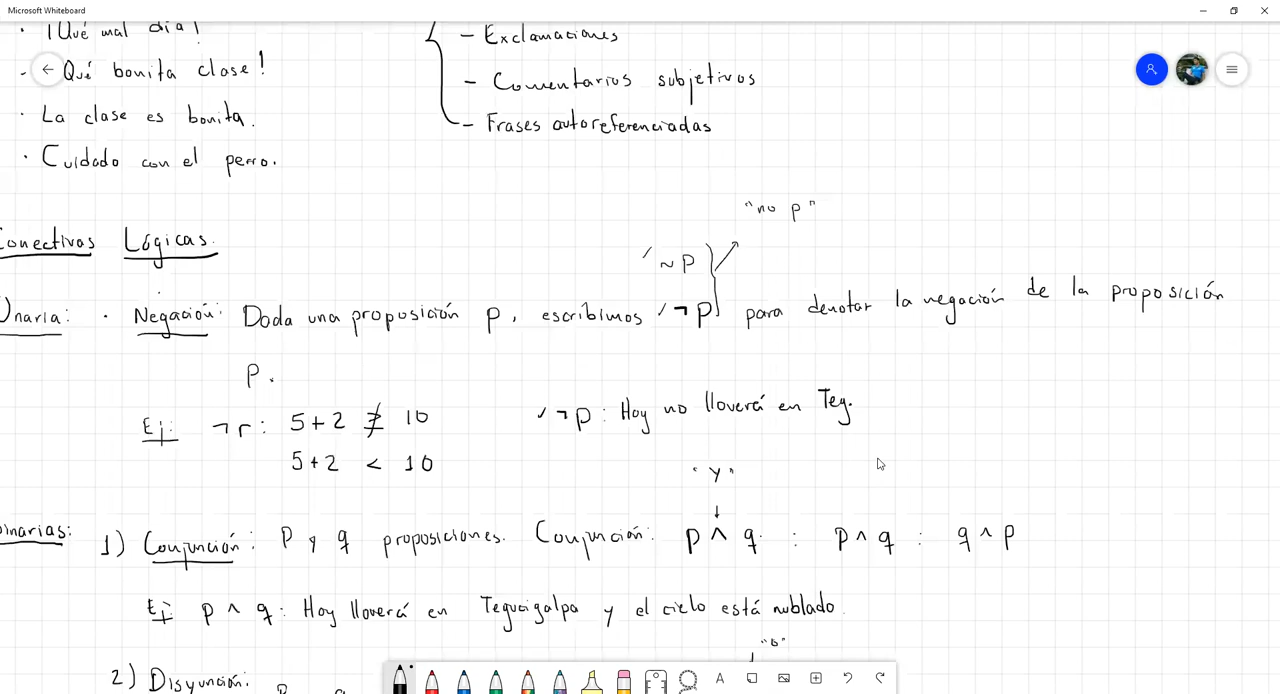 Microsoft Whiteboard
· ¡Qué mal día!
- Qué bonita clase!
· La clase es bonita.
· Cuidado con el perro.
- Exclamaciones
- Comentarios subjetivos
- Frases autoreferenciadas
"no p"
Conectivas Lógicas.
~p
Unaria: · Negación: Dada una proposición p, escribimos ¬p para denotar la negación de la proposición
p.
Ej: ¬r: 5+2 ≱ 10
5+2 < 10
¬p: Hoy no lloverá en Teg.
"y"
Binarias: 1) Conjunción: p y q proposiciones. Conjunción: p ∧ q. : p ∧ q : q ∧ p
Ej: p ∧ q: Hoy lloverá en Tegucigalpa y el cielo está nublado.
"o"
2) Disyunción: